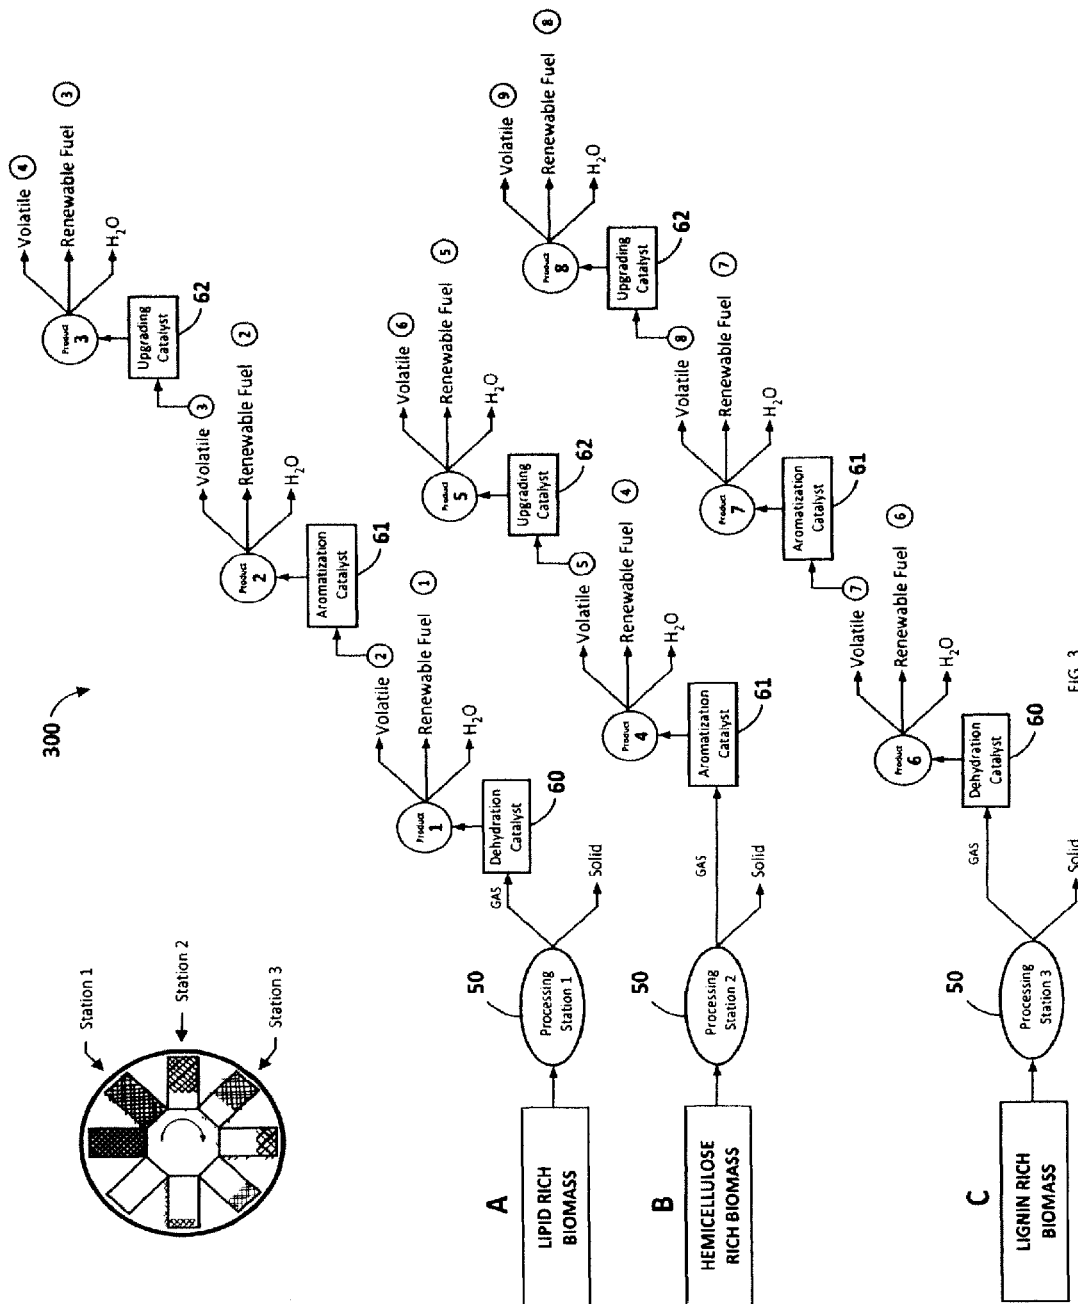 300
Station 1
Station 2
Station 3
A
LIPID RICH
BIOMASS
50
Processing
Station 1
GAS
Solid
Dehydration
Catalyst
60
Product
1
Volatile 2
Renewable Fuel 1
H2O
Aromatization
Catalyst
61
Product
2
Volatile 3
Renewable Fuel 2
H2O
Upgrading
Catalyst
62
Product
3
Volatile 4
Renewable Fuel 3
H2O
B
HEMICELLULOSE
RICH BIOMASS
50
Processing
Station 2
GAS
Solid
Aromatization
Catalyst
61
Product
4
Volatile 5
Renewable Fuel 4
H2O
Upgrading
Catalyst
62
Product
5
Volatile 6
Renewable Fuel 5
H2O
C
LIGNIN RICH
BIOMASS
50
Processing
Station 3
GAS
Solid
Dehydration
Catalyst
60
Product
6
Volatile 7
Renewable Fuel 6
H2O
Aromatization
Catalyst
61
Product
7
Volatile 8
Renewable Fuel 7
H2O
Upgrading
Catalyst
62
Product
8
Volatile 9
Renewable Fuel 8
H2O
FIG. 3